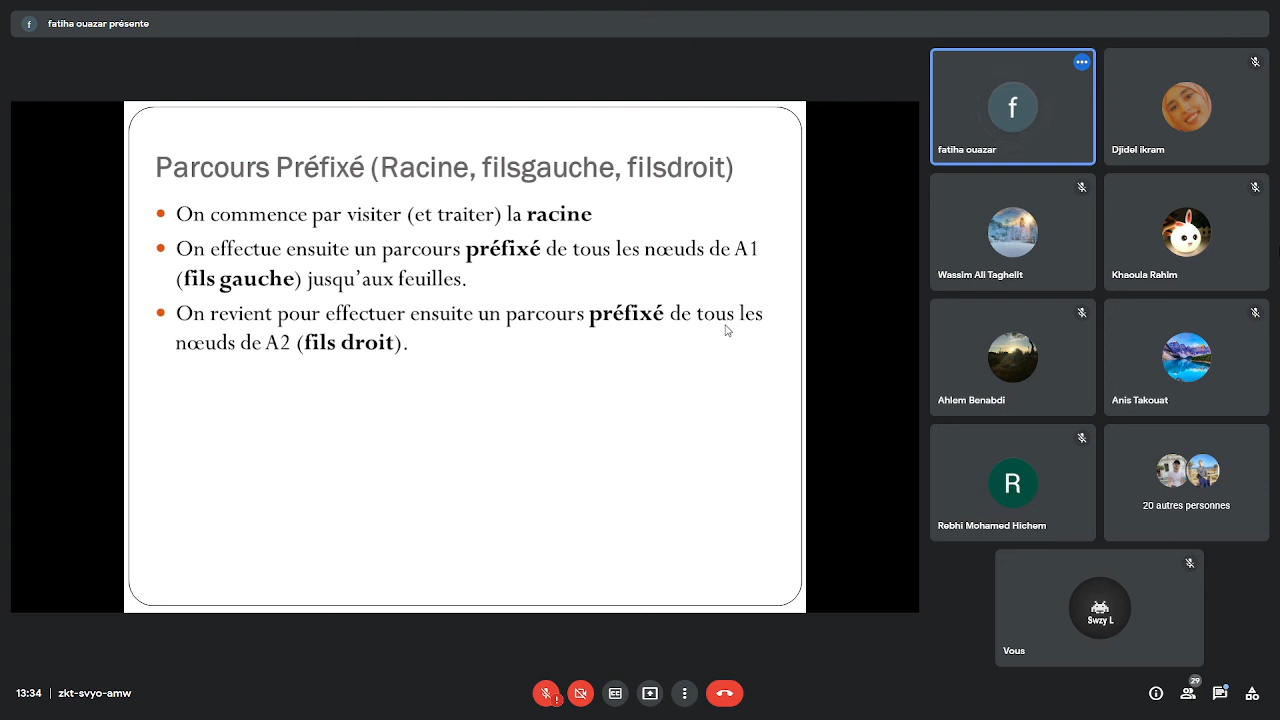 f fatiha ouazar présente
Parcours Préfixé (Racine, filsgauche, filsdroit)
• On commence par visiter (et traiter) la racine
• On effectue ensuite un parcours préfixé de tous les nœuds de A1
(fils gauche) jusqu'aux feuilles.
• On revient pour effectuer ensuite un parcours préfixé de tous les
nœuds de A2 (fils droit).
f
fatiha ouazar
Djidel ikram
Wassim Ali Taghelit
Khaoula Rahim
Ahlem Benabdi
Anis Takouat
R
Rebhi Mohamed Hichem
20 autres personnes
Swzy L
Vous
13:34 | zkt-svyo-amw
29